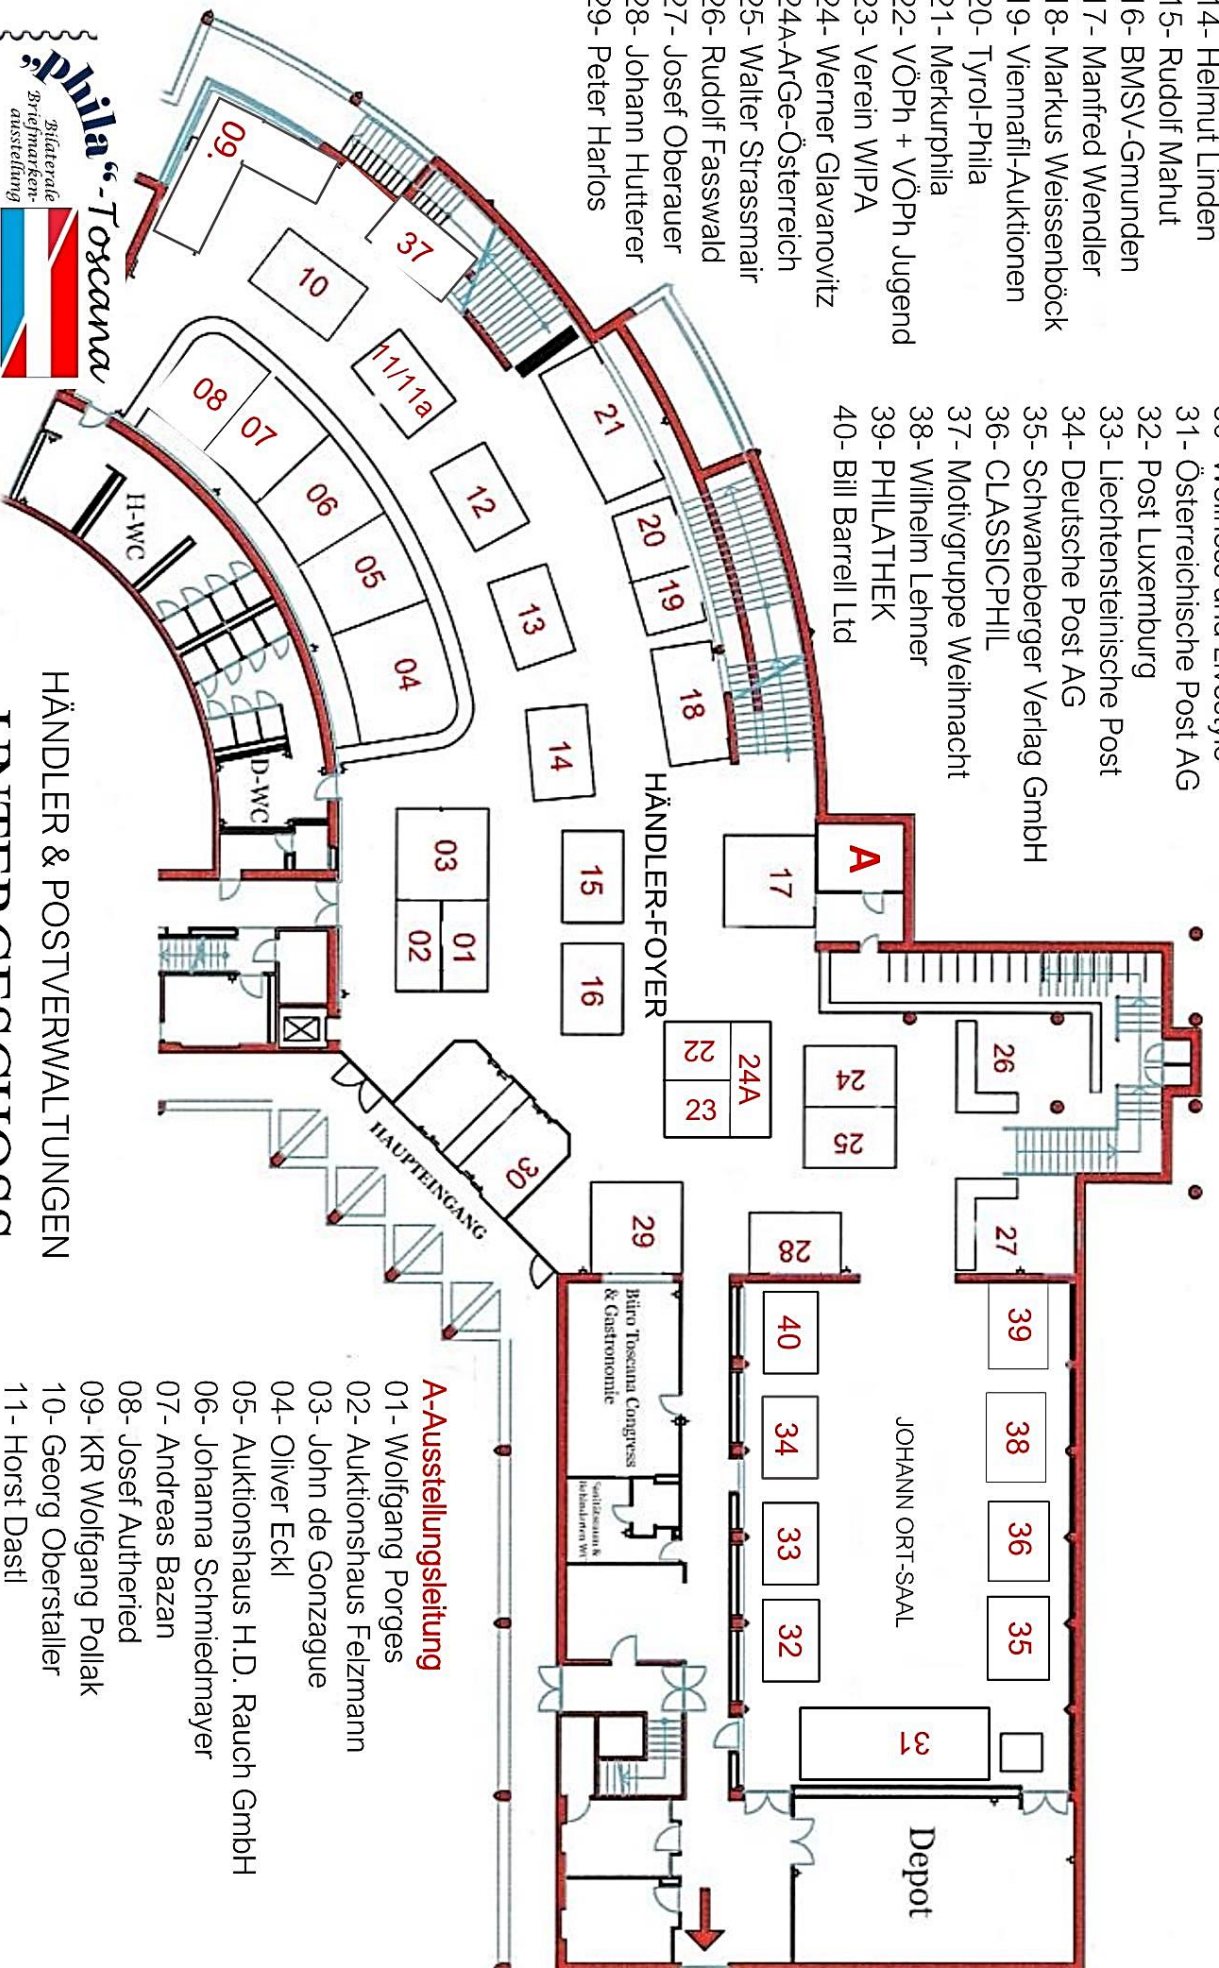 14- Helmut Linden
15- Rudolf Mahut
16- BMSV-Gmunden
17- Manfred Wendler
18- Markus Weissenböck
19- Viennafil-Auktionen
20- Tyrol-Phila
21- Merkurphila
22- VÖPh + VÖPh Jugend
23- Verein WIPA
24- Werner Glavanovitz
24A-ArGe-Österreich
25- Walter Strassmair
26- Rudolf Fasswald
27- Josef Oberauer
28- Johann Hutterer
29- Peter Harlos
31- Österreichische Post AG
32- Post Luxemburg
33- Liechtensteinische Post
34- Deutsche Post AG
35- Schwaneberger Verlag GmbH
36- CLASSICPHIL
37- Motivgruppe Weihnacht
38- Wilhelm Lehner
39- PHILATHEK
40- Bill Barrell Ltd
A
17
26
27
39
38
36
35
24
25
24A
22
23
28
40
34
33
32
31
JOHANN ORT-SAAL
Depot
21
20
19
18
HÄNDLER-FOYER
15
16
29
Büro Toscana Congress
& Gastronomie
Sanitätsraum &
Behinderten WC
37
10
11/11a
12
13
14
03
01
02
30
HAUPTEINGANG
09.
08
07
06
05
04
H-WC
D-WC
„phila“-Toscana
Bilaterale
Briefmarken-
ausstellung
HÄNDLER & POSTVERWALTUNGEN
UNTERGESCHOSS
A-Ausstellungsleitung
01- Wolfgang Porges
02- Auktionshaus Felzmann
03- John de Gonzague
04- Oliver Eckl
05- Auktionshaus H.D. Rauch GmbH
06- Johanna Schmiedmayer
07- Andreas Bazan
08- Josef Autheried
09- KR Wolfgang Pollak
10- Georg Oberstaller
11- Horst Dastl